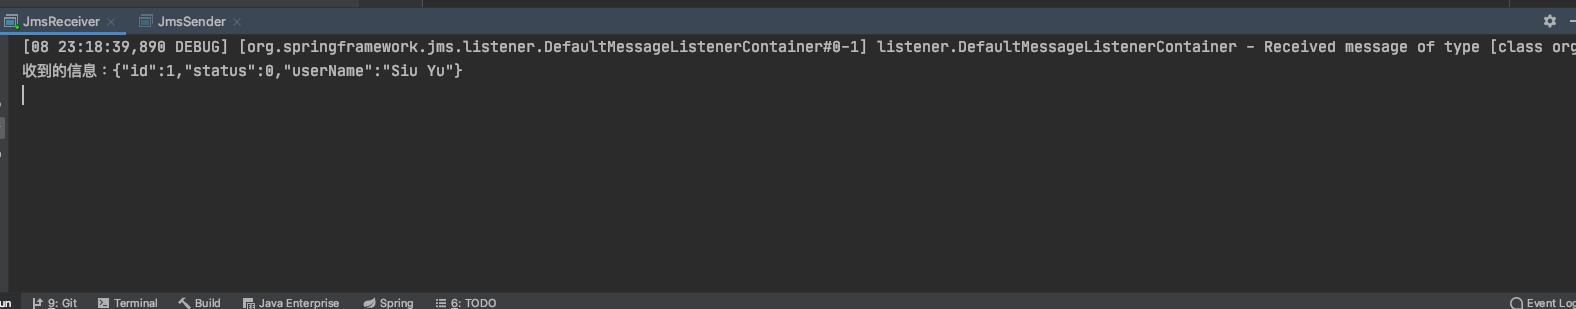 JmsReceiver × JmsSender ×
[08 23:18:39,890 DEBUG] [org.springframework.jms.listener.DefaultMessageListenerContainer#0-1] listener.DefaultMessageListenerContainer - Received message of type [class org
收到的信息：{"id":1,"status":0,"userName":"Siu Yu"}
un 9: Git Terminal Build Java Enterprise Spring 6: TODO Event Log